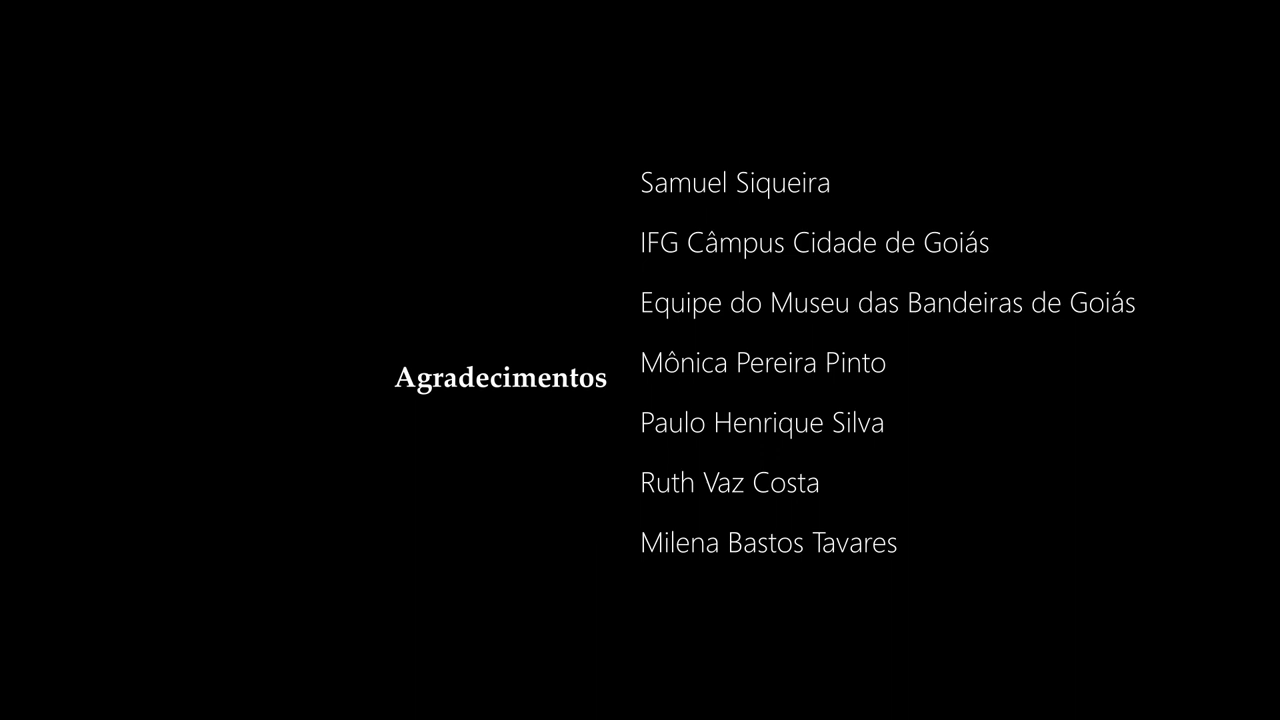 Agradecimentos
Samuel Siqueira
IFG Câmpus Cidade de Goiás
Equipe do Museu das Bandeiras de Goiás
Mônica Pereira Pinto
Paulo Henrique Silva
Ruth Vaz Costa
Milena Bastos Tavares